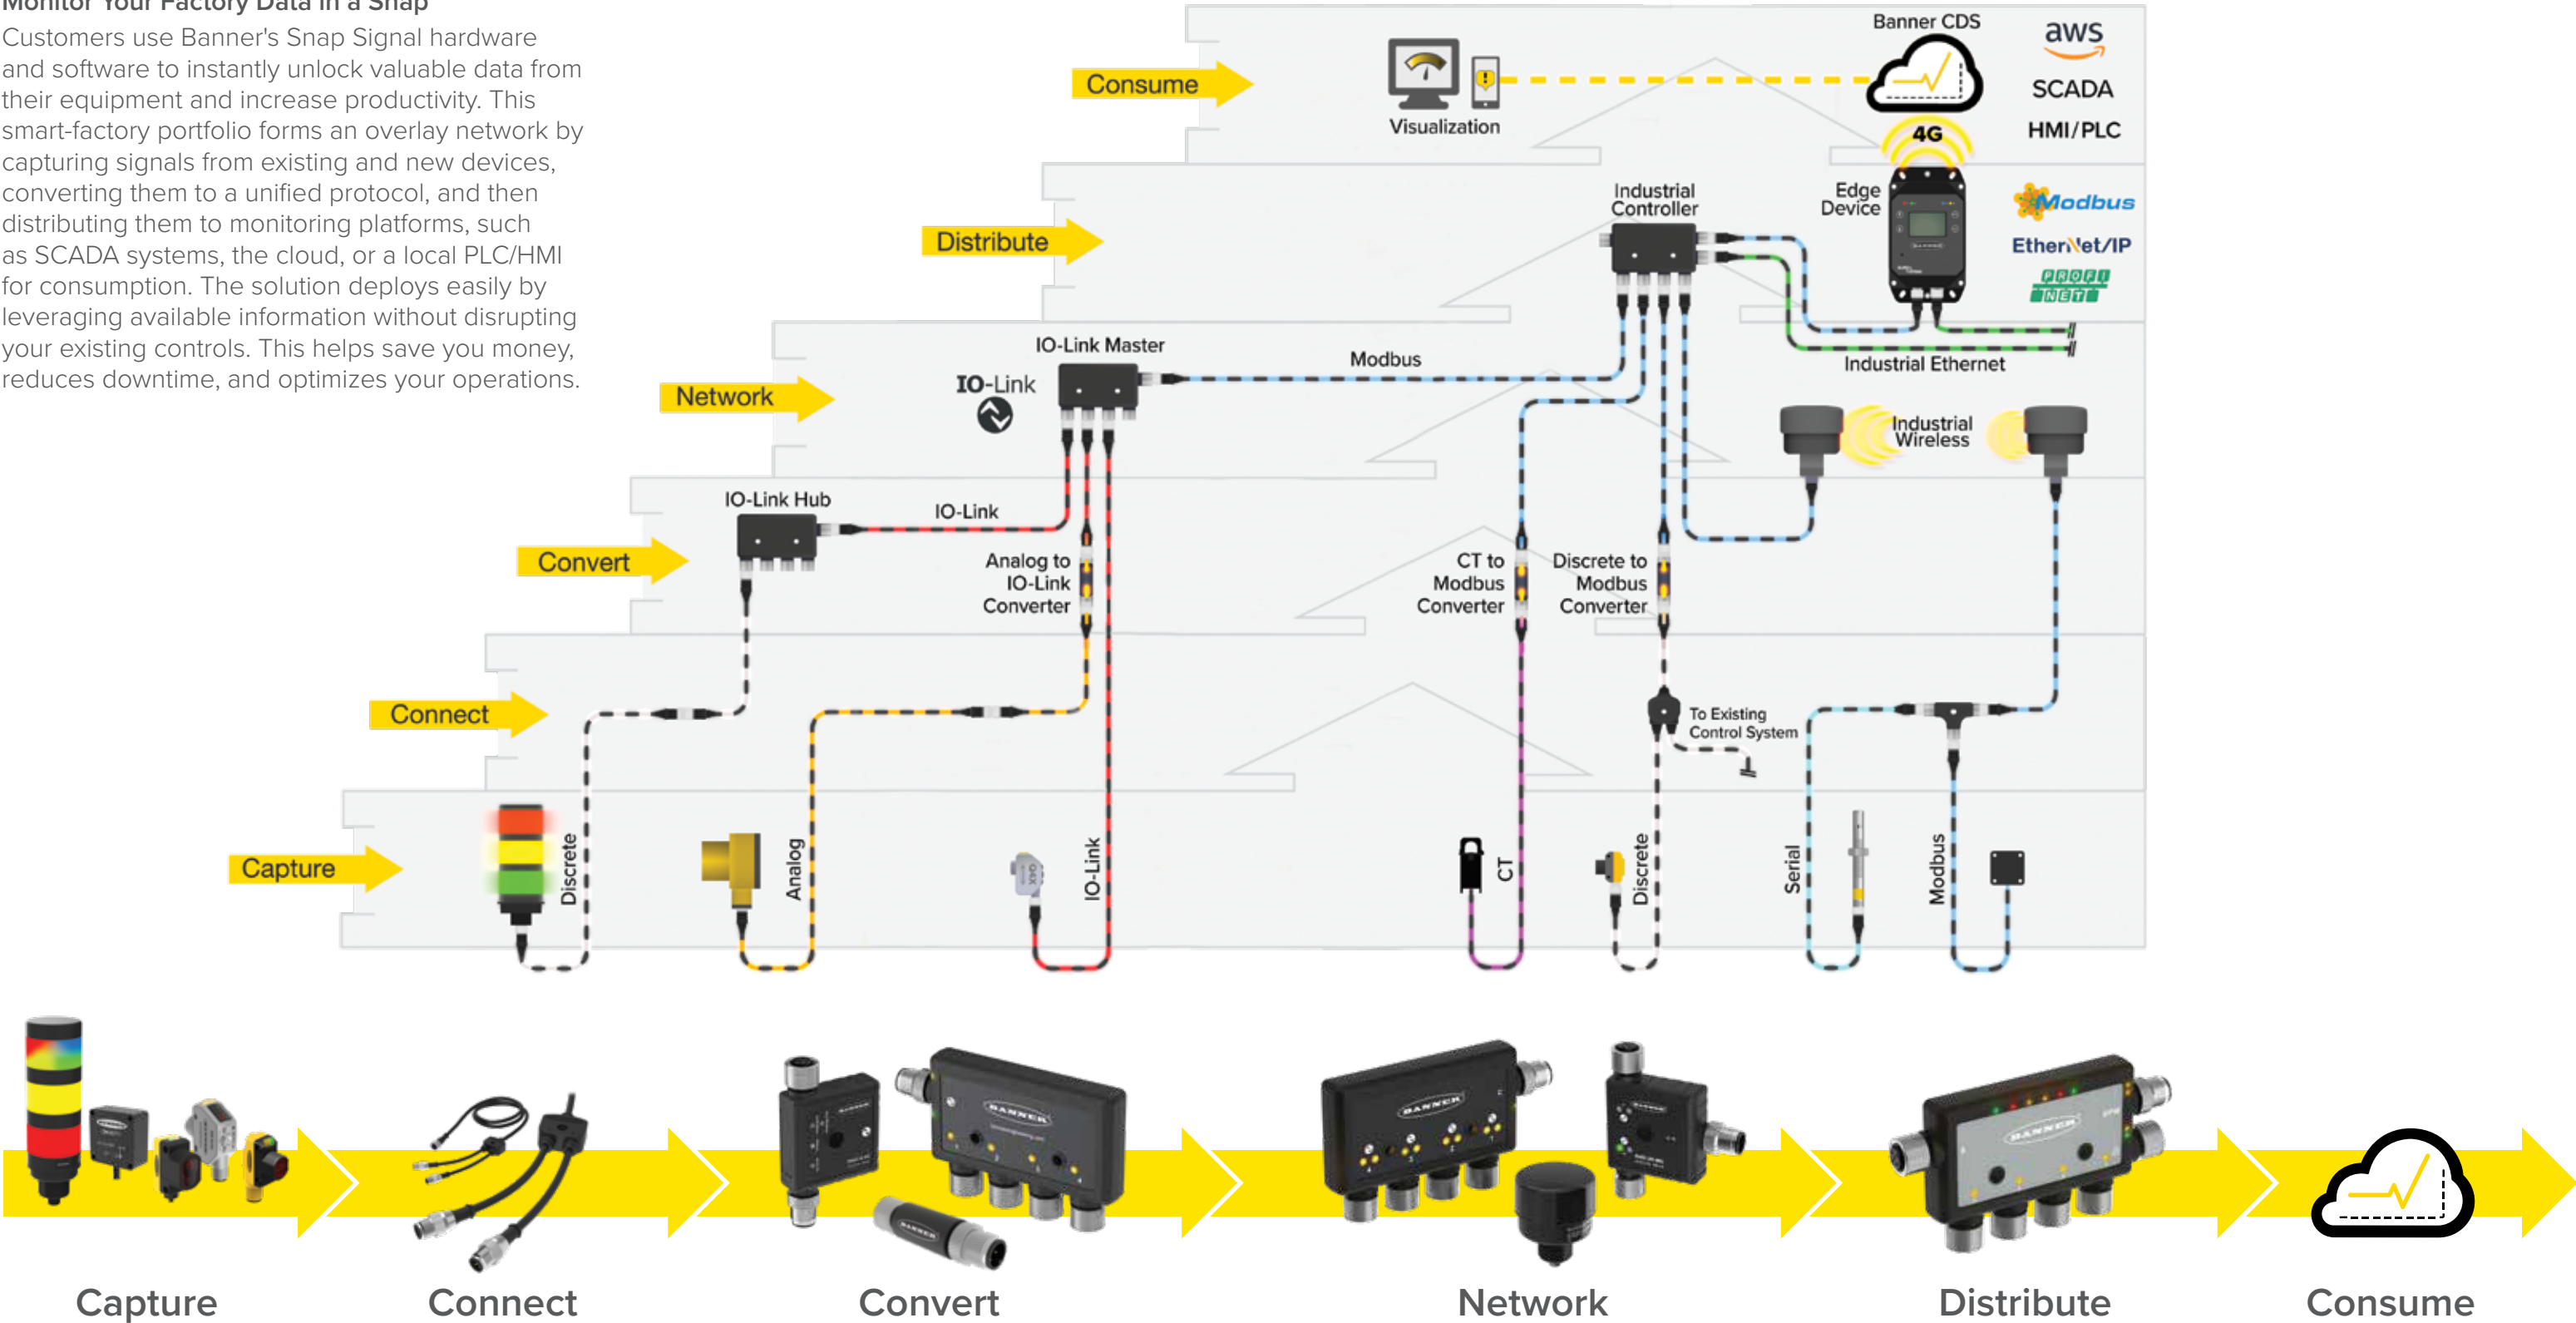 Monitor Your Factory Data in a Snap
Customers use Banner's Snap Signal hardware
and software to instantly unlock valuable data from
their equipment and increase productivity. This
smart-factory portfolio forms an overlay network by
capturing signals from existing and new devices,
converting them to a unified protocol, and then
distributing them to monitoring platforms, such
as SCADA systems, the cloud, or a local PLC/HMI
for consumption. The solution deploys easily by
leveraging available information without disrupting
your existing controls. This helps save you money,
reduces downtime, and optimizes your operations.
Consume
Visualization
Banner CDS
4G
aws
SCADA
HMI/PLC
Distribute
Industrial
Controller
Edge
Device
BANNER
Modbus
EtherNet/IP
PROFI
NET
Industrial Ethernet
Network
IO-Link
IO-Link Master
Modbus
Industrial
Wireless
Convert
IO-Link Hub
IO-Link
Analog to
IO-Link
Converter
CT to
Modbus
Converter
Discrete to
Modbus
Converter
Connect
To Existing
Control System
Capture
Discrete
Analog
Q4X
IO-Link
CT
Discrete
Serial
Modbus
BANNER
BANNER
BANNER
BANNER
BANNER
Capture
Connect
Convert
Network
Distribute
Consume